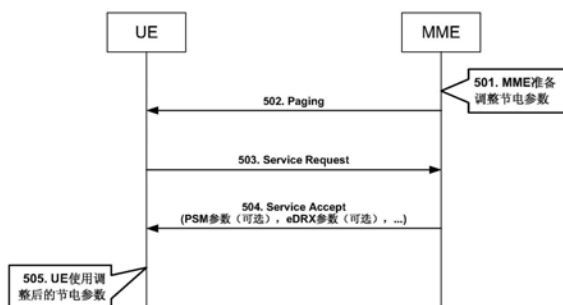 UE
MME
501. MME准备
调整节电参数
502. Paging
503. Service Request
504. Service Accept
(PSM参数（可选），eDRX参数（可选），...)
505. UE使用调
整后的节电参数